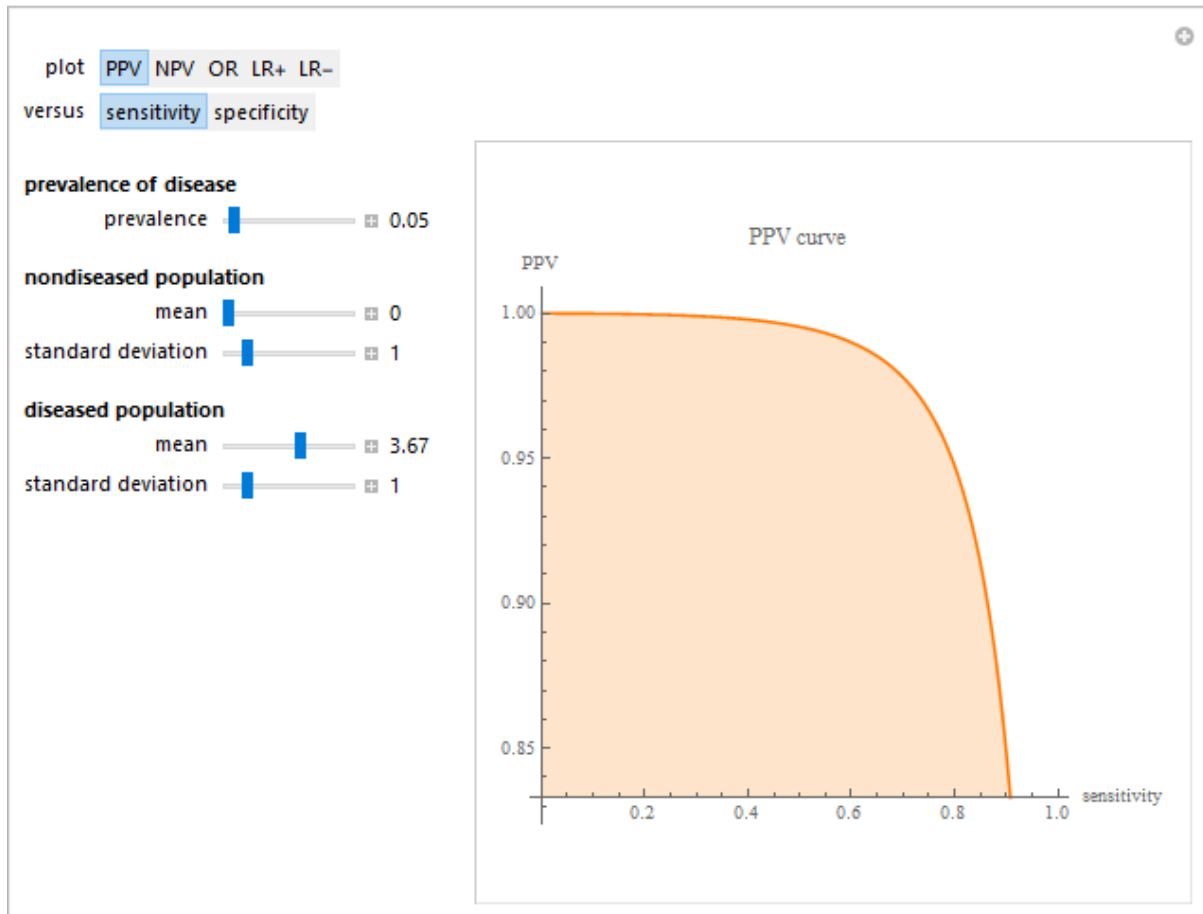 plot PPV NPV OR LR+ LR−
versus sensitivity specificity
prevalence of disease
prevalence 0.05
nondiseased population
mean 0
standard deviation 1
diseased population
mean 3.67
standard deviation 1
PPV curve
PPV
1.00
0.95
0.90
0.85
0.2 0.4 0.6 0.8 1.0
sensitivity